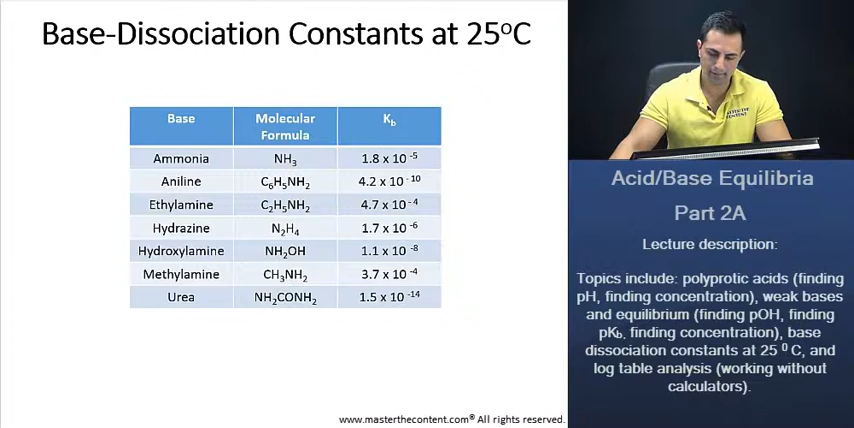 Base-Dissociation Constants at 25⁰C
Base Molecular Formula K_b
Ammonia NH₃ 1.8 x 10⁻⁵
Aniline C₆H₅NH₂ 4.2 x 10⁻¹⁰
Ethylamine C₂H₅NH₂ 4.7 x 10⁻⁴
Hydrazine N₂H₄ 1.7 x 10⁻⁶
Hydroxylamine NH₂OH 1.1 x 10⁻⁸
Methylamine CH₃NH₂ 3.7 x 10⁻⁴
Urea NH₂CONH₂ 1.5 x 10⁻¹⁴
www.masterthecontent.com® All rights reserved.
Acid/Base Equilibria
Part 2A
Lecture description:
Topics include: polyprotic acids (finding
pH, finding concentration), weak bases
and equilibrium (finding pOH, finding
pK_b, finding concentration), base
dissociation constants at 25 ⁰ C, and
log table analysis (working without
calculators).